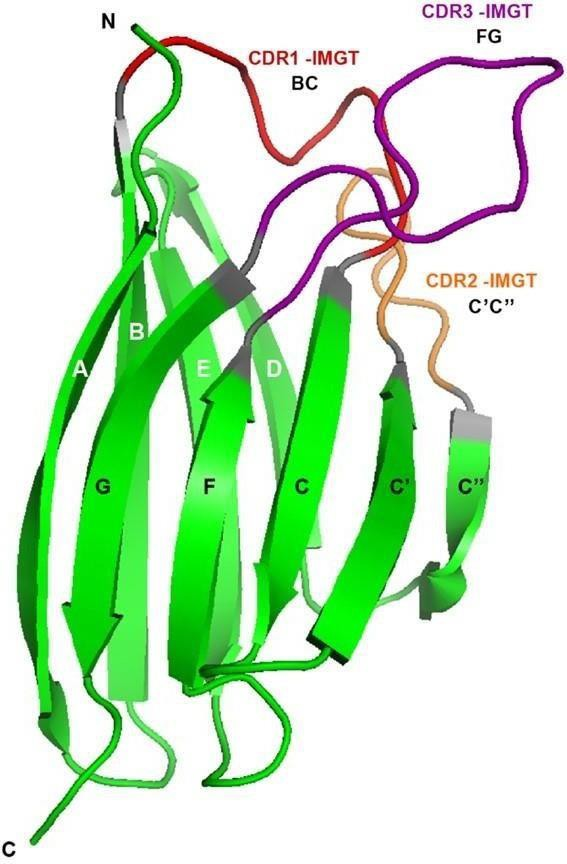 N
CDR1 -IMGT
BC
CDR3 -IMGT
FG
CDR2 -IMGT
C’C”
A
B
E
D
G
F
C
C’
C”
C